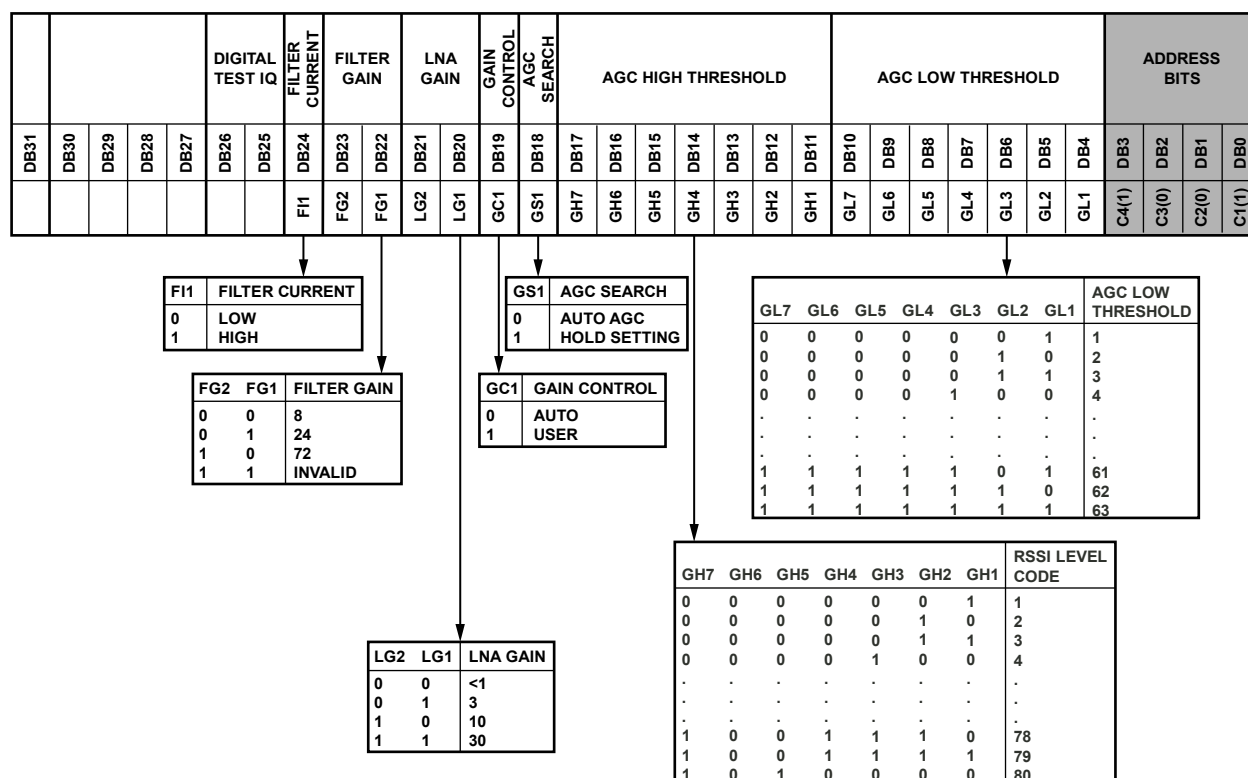 DIGITAL TEST IQ
FILTER CURRENT
FILTER GAIN
LNA GAIN
GAIN CONTROL
AGC SEARCH
AGC HIGH THRESHOLD
AGC LOW THRESHOLD
ADDRESS BITS
DB31 DB30 DB29 DB28 DB27 DB26 DB25 DB24 DB23 DB22 DB21 DB20 DB19 DB18 DB17 DB16 DB15 DB14 DB13 DB12 DB11 DB10 DB9 DB8 DB7 DB6 DB5 DB4 DB3 DB2 DB1 DB0
FI1 FG2 FG1 LG2 LG1 GC1 GS1 GH7 GH6 GH5 GH4 GH3 GH2 GH1 GL7 GL6 GL5 GL4 GL3 GL2 GL1 C4(1) C3(0) C2(0) C1(1)
FI1 FILTER CURRENT
0 LOW
1 HIGH
GS1 AGC SEARCH
0 AUTO AGC
1 HOLD SETTING
FG2 FG1 FILTER GAIN
0 0 8
0 1 24
1 0 72
1 1 INVALID
GC1 GAIN CONTROL
0 AUTO
1 USER
GL7 GL6 GL5 GL4 GL3 GL2 GL1 AGC LOW THRESHOLD
0 0 0 0 0 0 1 1
0 0 0 0 0 1 0 2
0 0 0 0 0 1 1 3
0 0 0 0 1 0 0 4
. . . . . . . .
. . . . . . . .
. . . . . . . .
1 1 1 1 1 0 1 61
1 1 1 1 1 1 0 62
1 1 1 1 1 1 1 63
LG2 LG1 LNA GAIN
0 0 <1
0 1 3
1 0 10
1 1 30
GH7 GH6 GH5 GH4 GH3 GH2 GH1 RSSI LEVEL CODE
0 0 0 0 0 0 1 1
0 0 0 0 0 1 0 2
0 0 0 0 0 1 1 3
0 0 0 0 1 0 0 4
. . . . . . . .
. . . . . . . .
. . . . . . . .
1 0 0 1 1 1 0 78
1 0 0 1 1 1 1 79
1 0 1 0 0 0 0 80